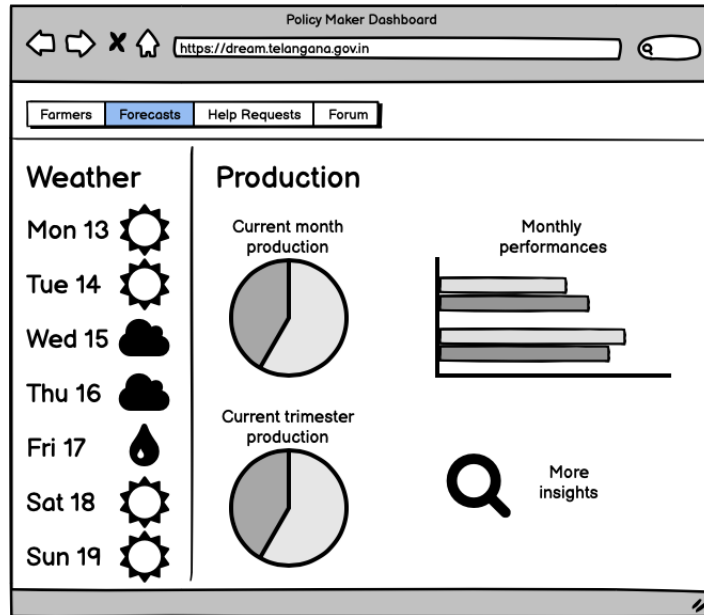 Policy Maker Dashboard
https://dream.telangana.gov.in
Farmers Forecasts Help Requests Forum
Weather
Mon 13
Tue 14
Wed 15
Thu 16
Fri 17
Sat 18
Sun 19
Production
Current month
production
Monthly
performances
Current trimester
production
More
insights